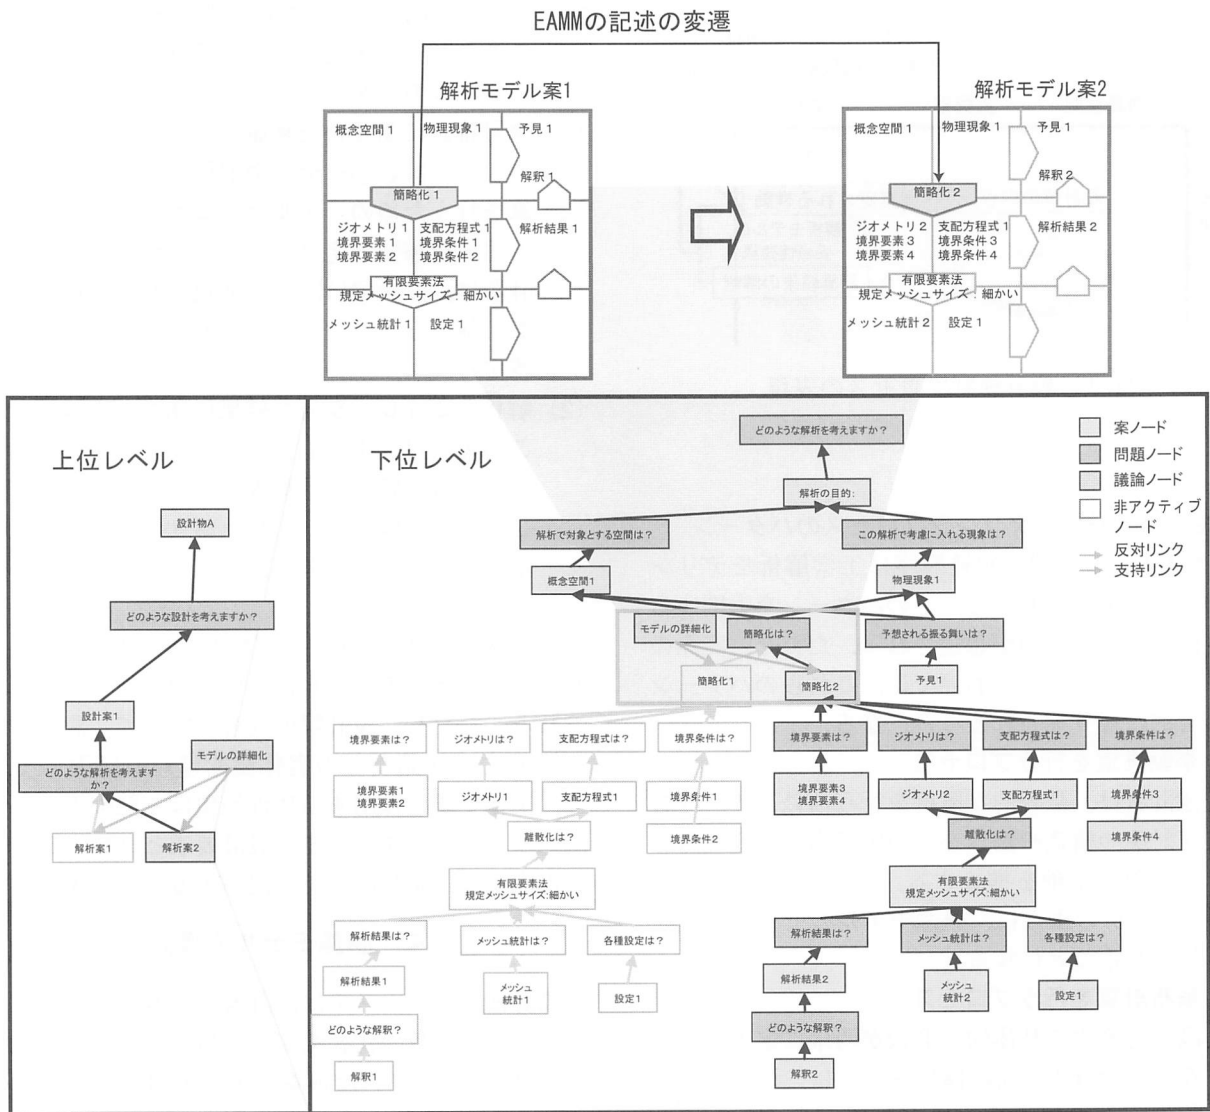 EAMMの記述の変遷
解析モデル案1
概念空間1
物理現象1
予見1
解釈1
簡略化1
ジオメトリ1
境界要素1
境界要素2
支配方程式1
境界条件1
境界条件2
解析結果1
有限要素法
規定メッシュサイズ：細かい
メッシュ統計1
設定1
解析モデル案2
概念空間1
物理現象1
予見1
解釈2
簡略化2
ジオメトリ2
境界要素3
境界要素4
支配方程式1
境界条件3
境界条件4
解析結果1
有限要素法
規定メッシュサイズ：細かい
メッシュ統計2
設定1
上位レベル
設計物A
どのような設計を考えますか？
設計案1
モデルの詳細化
どのような解析を考えます
か？
解析案1
解析案2
下位レベル
案ノード
問題ノード
議論ノード
非アクティブ
ノード
反対リンク
支持リンク
どのような解析を考えますか？
解析の目的:
解析で対象とする空間は？
この解析で考慮に入れる現象は？
概念空間1
物理現象1
モデルの詳細化
簡略化は？
予想される振る舞いは？
簡略化1
簡略化2
予見1
境界要素は？
ジオメトリは？
支配方程式は？
境界条件は？
境界要素は？
ジオメトリは？
支配方程式は？
境界条件は？
境界要素1
境界要素2
ジオメトリ1
支配方程式1
境界条件1
境界要素3
境界要素4
ジオメトリ2
支配方程式1
境界条件3
離散化は？
境界条件2
離散化は？
境界条件4
有限要素法
規定メッシュサイズ:細かい
有限要素法
規定メッシュサイズ:細かい
解析結果は？
メッシュ統計は？
各種設定は？
解析結果は？
メッシュ統計は？
各種設定は？
解析結果1
メッシュ
統計1
設定1
解析結果2
メッシュ
統計2
設定1
どのような解釈？
どのような解釈？
解釈1
解釈2